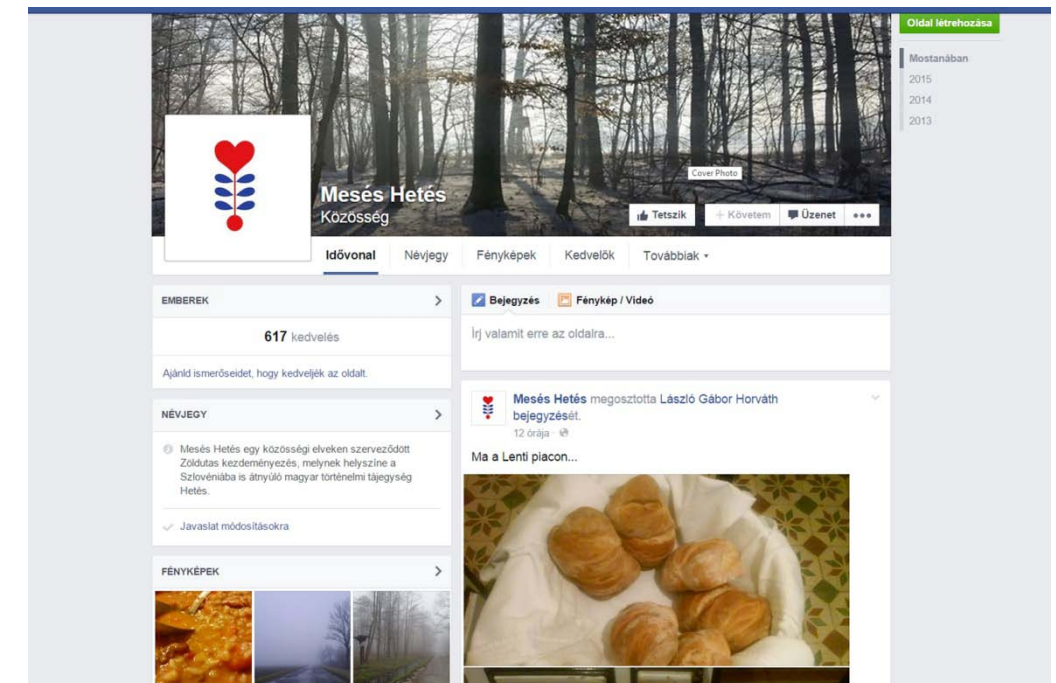 Oldal létrehozása
Mostanában
2015
2014
2013
Cover Photo
Mesés Hetés
Közösség
Tetszik
+ Követem
Üzenet
Idővonal
Névjegy
Fényképek
Kedvelők
Továbbiak
EMBEREK
617 kedvelés
Ajánld ismerőseidet, hogy kedveljék az oldalt.
NÉVJEGY
Mesés Hetés egy közösségi elveken szerveződött
Zöldutas kezdeményezés, melynek helyszíne a
Szlovéniába is átnyúló magyar történelmi tájegység
Hetés.
Javaslat módosításokra
FÉNYKÉPEK
Bejegyzés
Fénykép / Videó
Írj valamit erre az oldalra...
Mesés Hetés megosztotta László Gábor Horváth
bejegyzését.
12 órája
Ma a Lenti piacon...